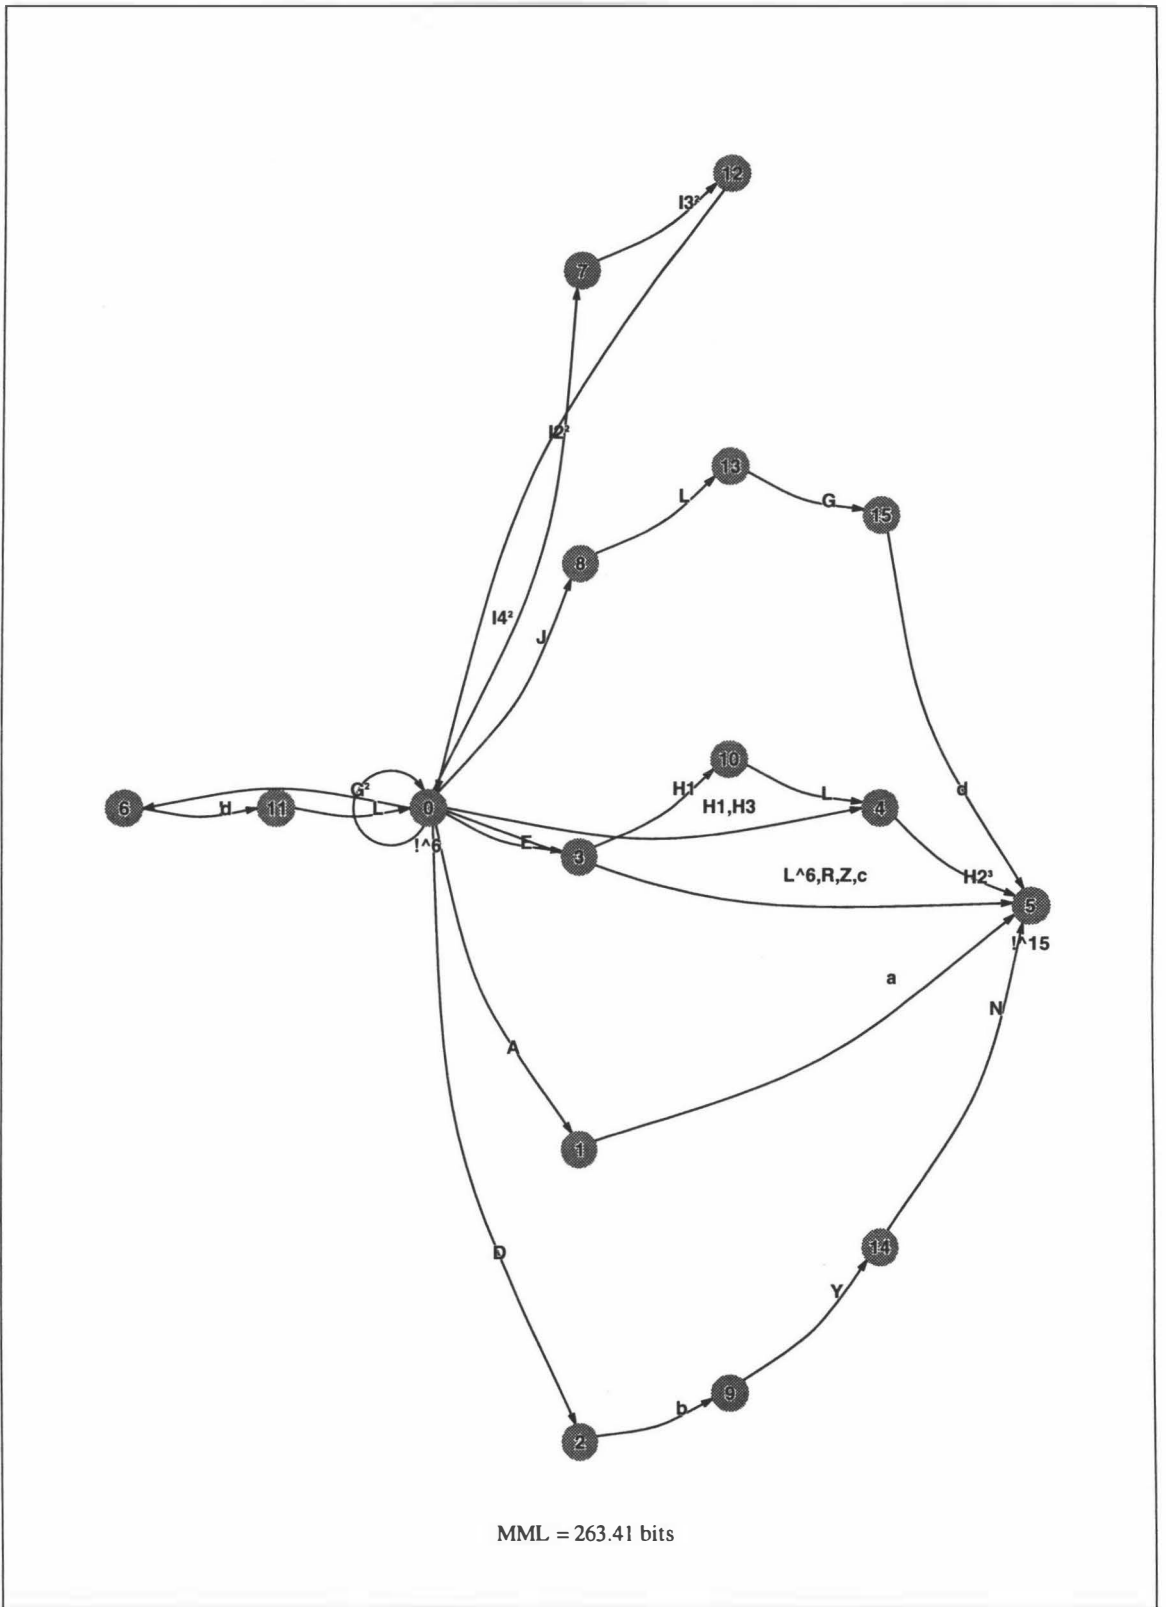 12
I3²
7
I2²
13
L
G
15
8
I4²
J
10
H1
L
H1,H3
G²
6
H
11
L
0
4
d
!^6
E
3
L^6,R,Z,c
H2³
5
!^15
a
N
A
1
14
D
Y
9
b
2
MML = 263.41 bits